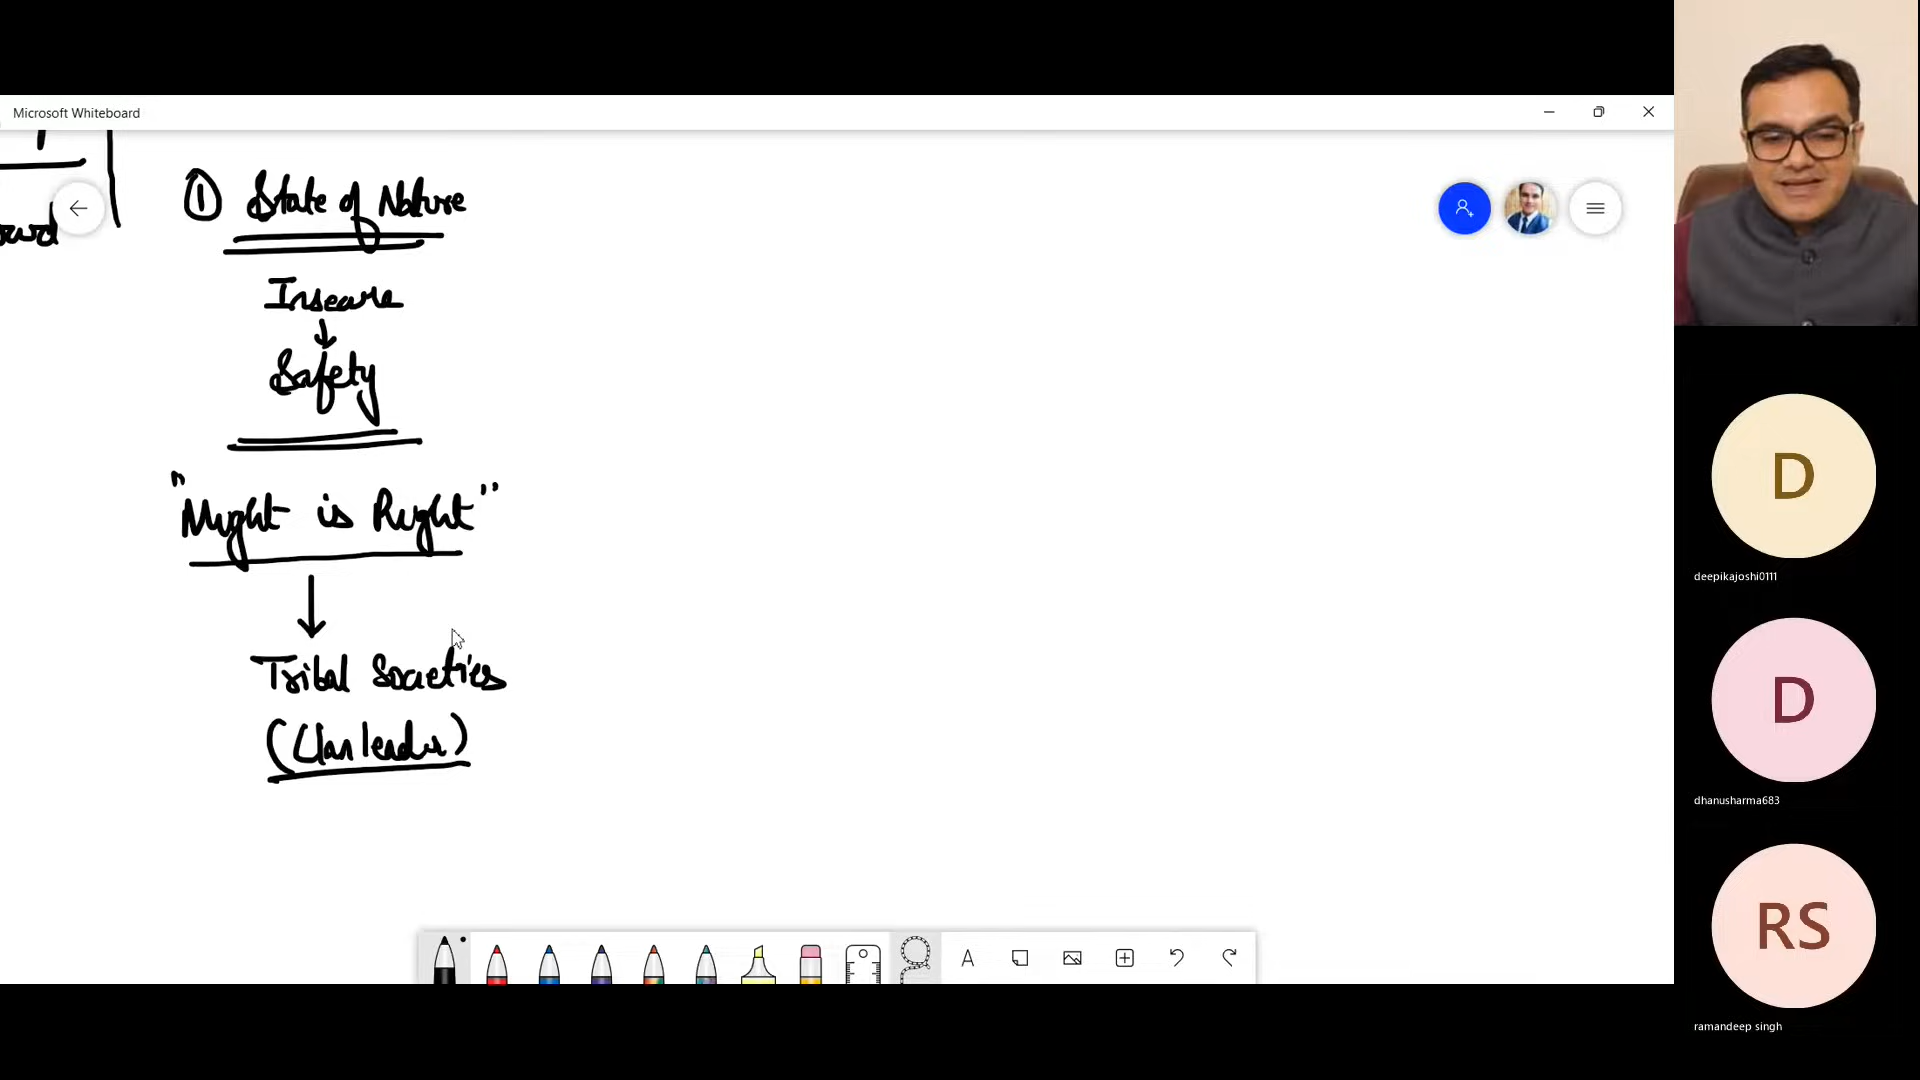 Microsoft Whiteboard
① State of Nature
Insecure
↓
Safety
"Might is Right"
↓
Tribal Societies
(Clan leader)
A
D
deepikajoshi0111
D
dhanusharma683
RS
ramandeep singh